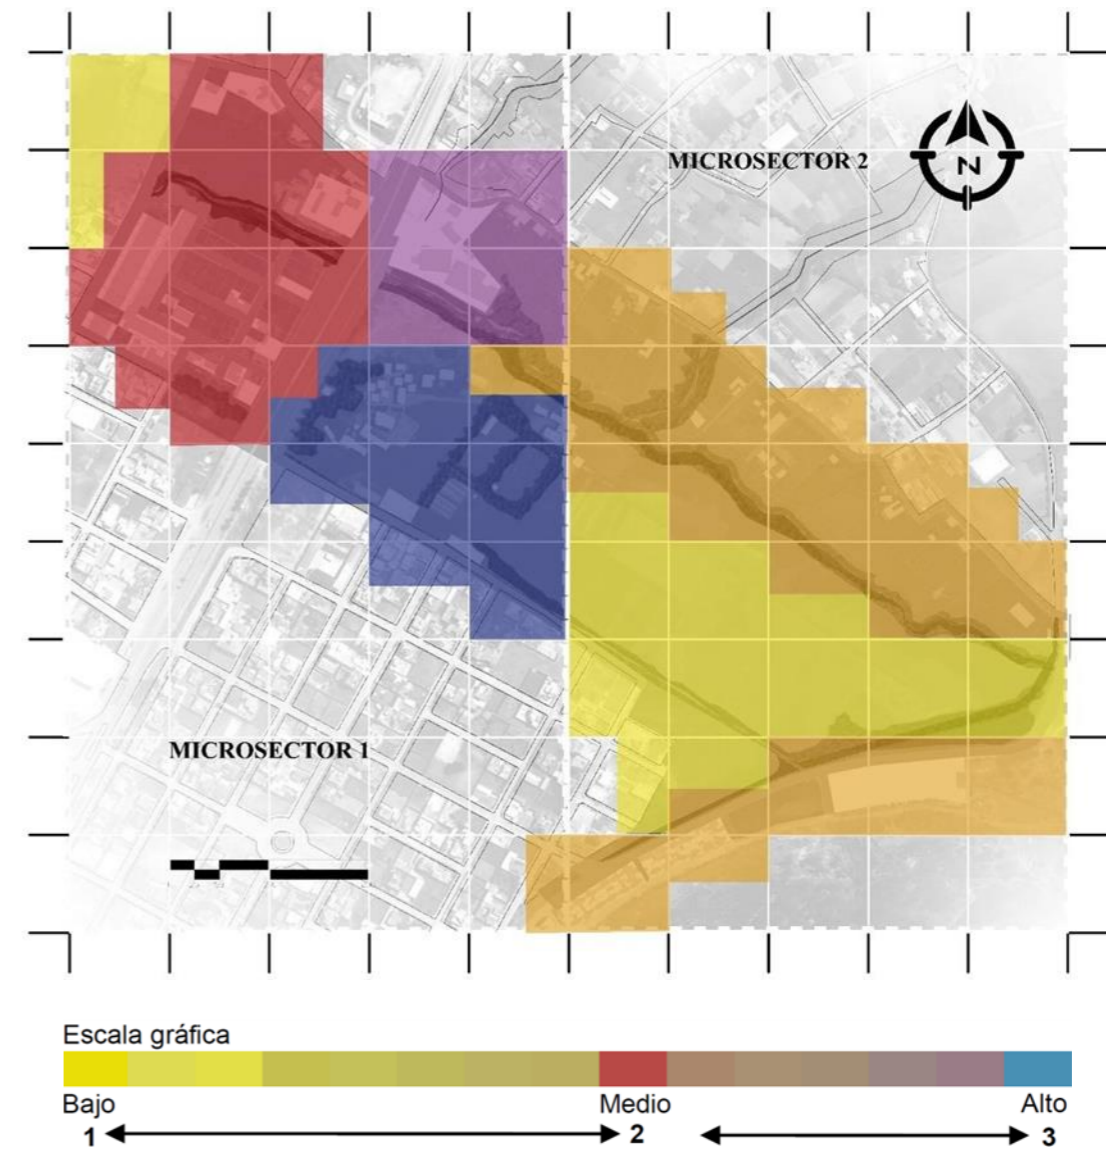 MICROSECTOR 2
N
MICROSECTOR 1
Escala gráfica
Bajo Medio Alto
1 2 3